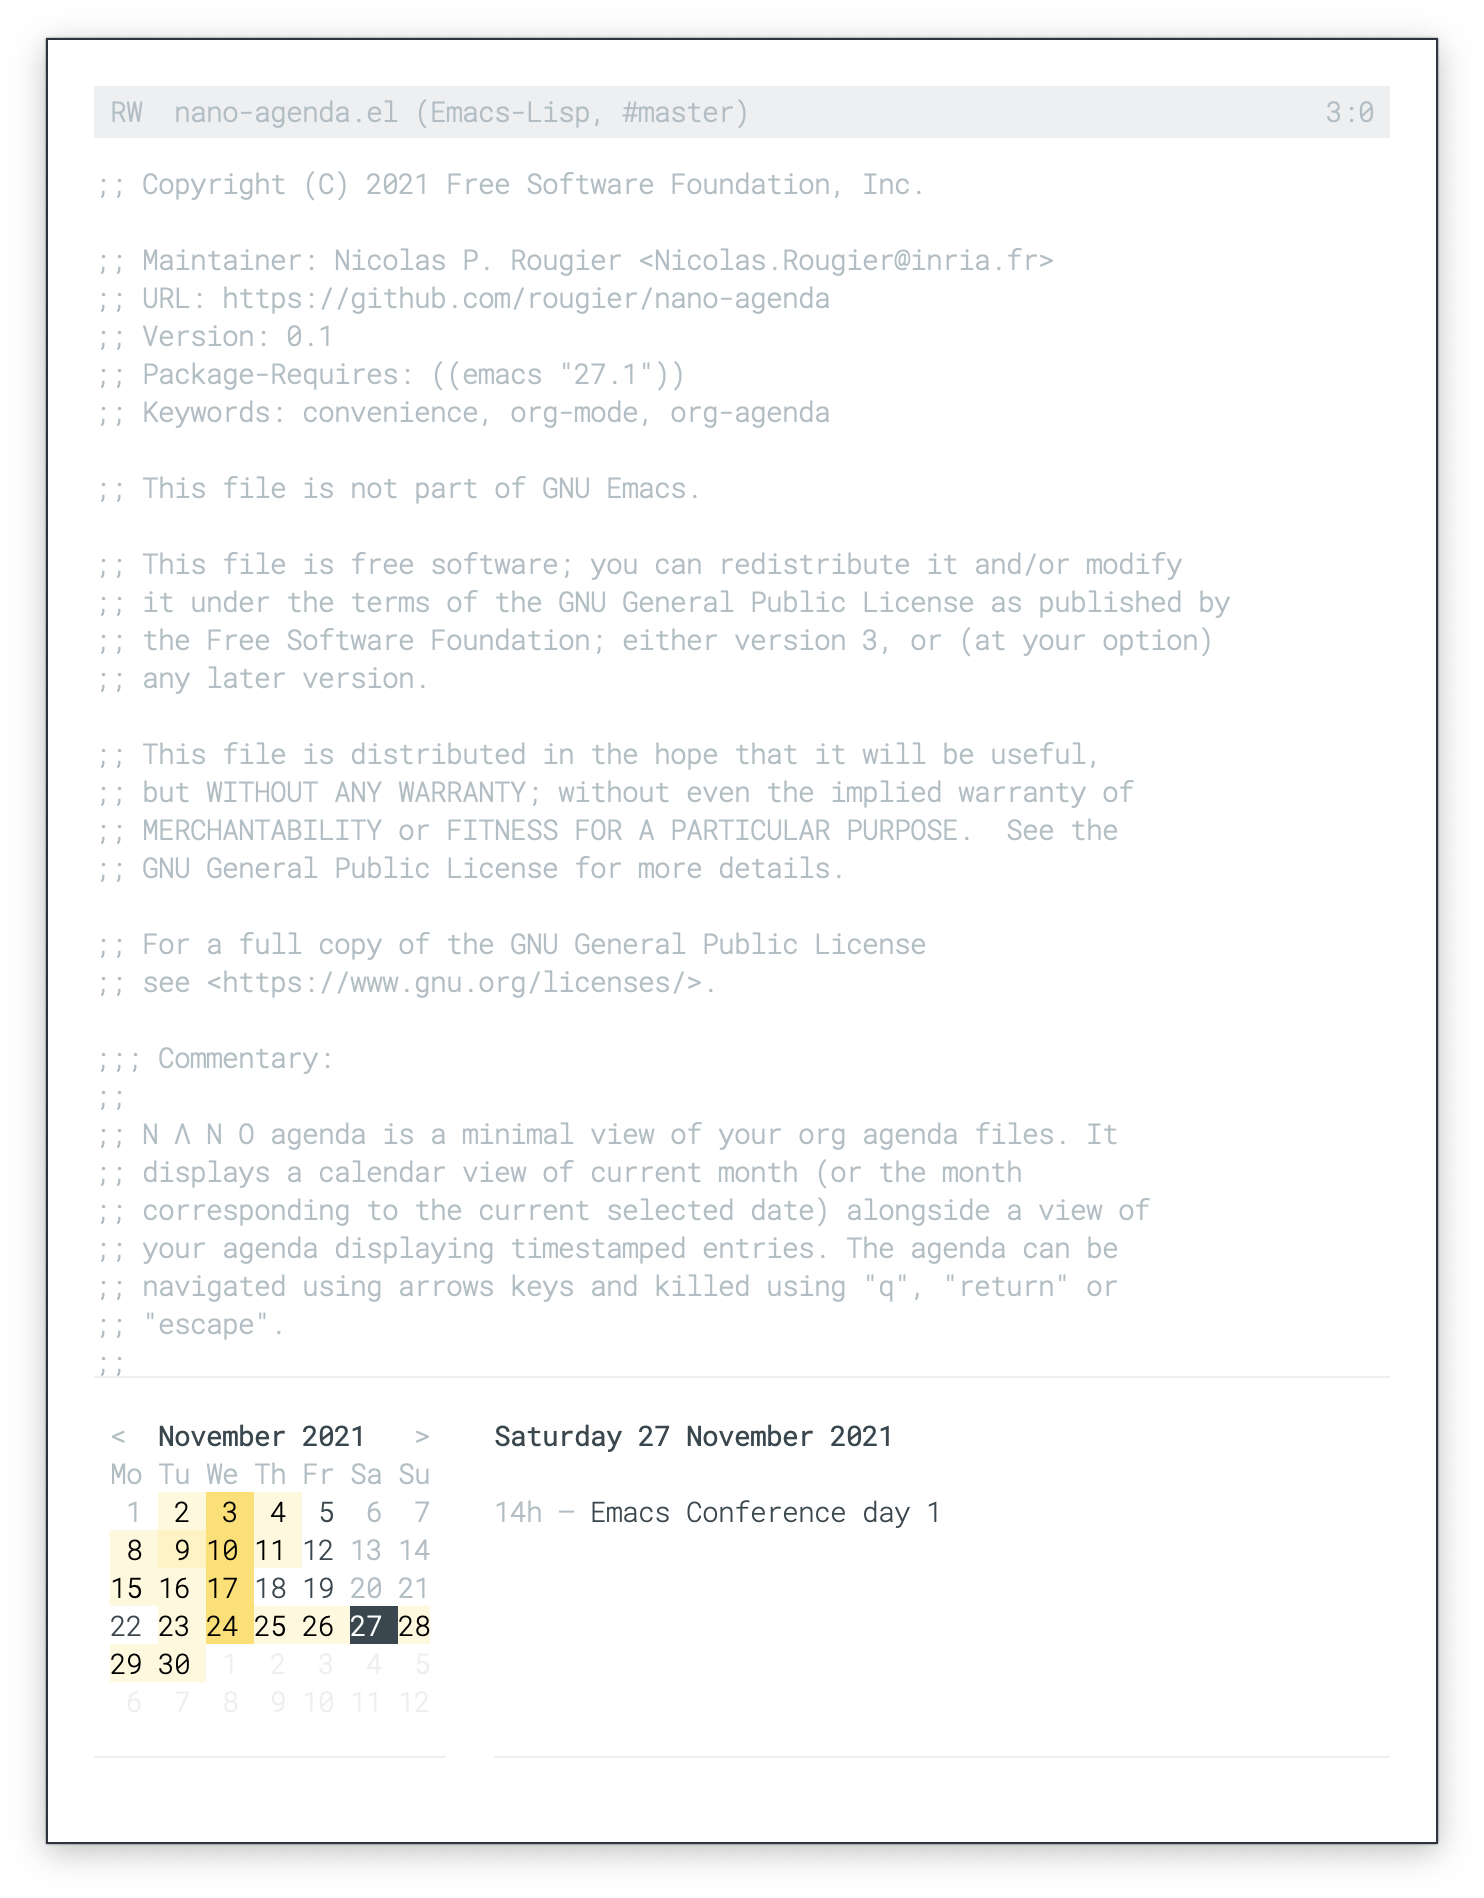 RW  nano-agenda.el (Emacs-Lisp, #master) 3:0
;; Copyright (C) 2021 Free Software Foundation, Inc.
;; Maintainer: Nicolas P. Rougier <Nicolas.Rougier@inria.fr>
;; URL: https://github.com/rougier/nano-agenda
;; Version: 0.1
;; Package-Requires: ((emacs "27.1"))
;; Keywords: convenience, org-mode, org-agenda
;; This file is not part of GNU Emacs.
;; This file is free software; you can redistribute it and/or modify
;; it under the terms of the GNU General Public License as published by
;; the Free Software Foundation; either version 3, or (at your option)
;; any later version.
;; This file is distributed in the hope that it will be useful,
;; but WITHOUT ANY WARRANTY; without even the implied warranty of
;; MERCHANTABILITY or FITNESS FOR A PARTICULAR PURPOSE.  See the
;; GNU General Public License for more details.
;; For a full copy of the GNU General Public License
;; see <https://www.gnu.org/licenses/>.
;;; Commentary:
;;
;; N Λ N O agenda is a minimal view of your org agenda files. It
;; displays a calendar view of current month (or the month
;; corresponding to the current selected date) alongside a view of
;; your agenda displaying timestamped entries. The agenda can be
;; navigated using arrows keys and killed using "q", "return" or
;; "escape".
;;
< November 2021 >
Mo Tu We Th Fr Sa Su
1 2 3 4 5 6 7
8 9 10 11 12 13 14
15 16 17 18 19 20 21
22 23 24 25 26 27 28
29 30 1 2 3 4 5
6 7 8 9 10 11 12
Saturday 27 November 2021
14h – Emacs Conference day 1